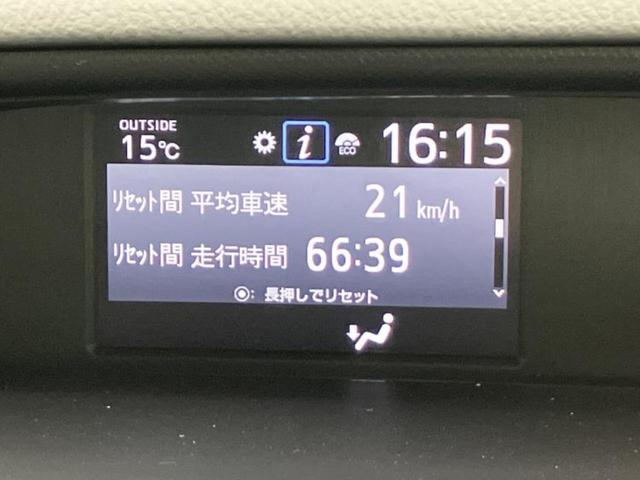 OUTSIDE
15℃ i ECO 16:15
ﾘｾｯﾄ間 平均車速 21 km/h
ﾘｾｯﾄ間 走行時間 66:39
◉: 長押しでリセット